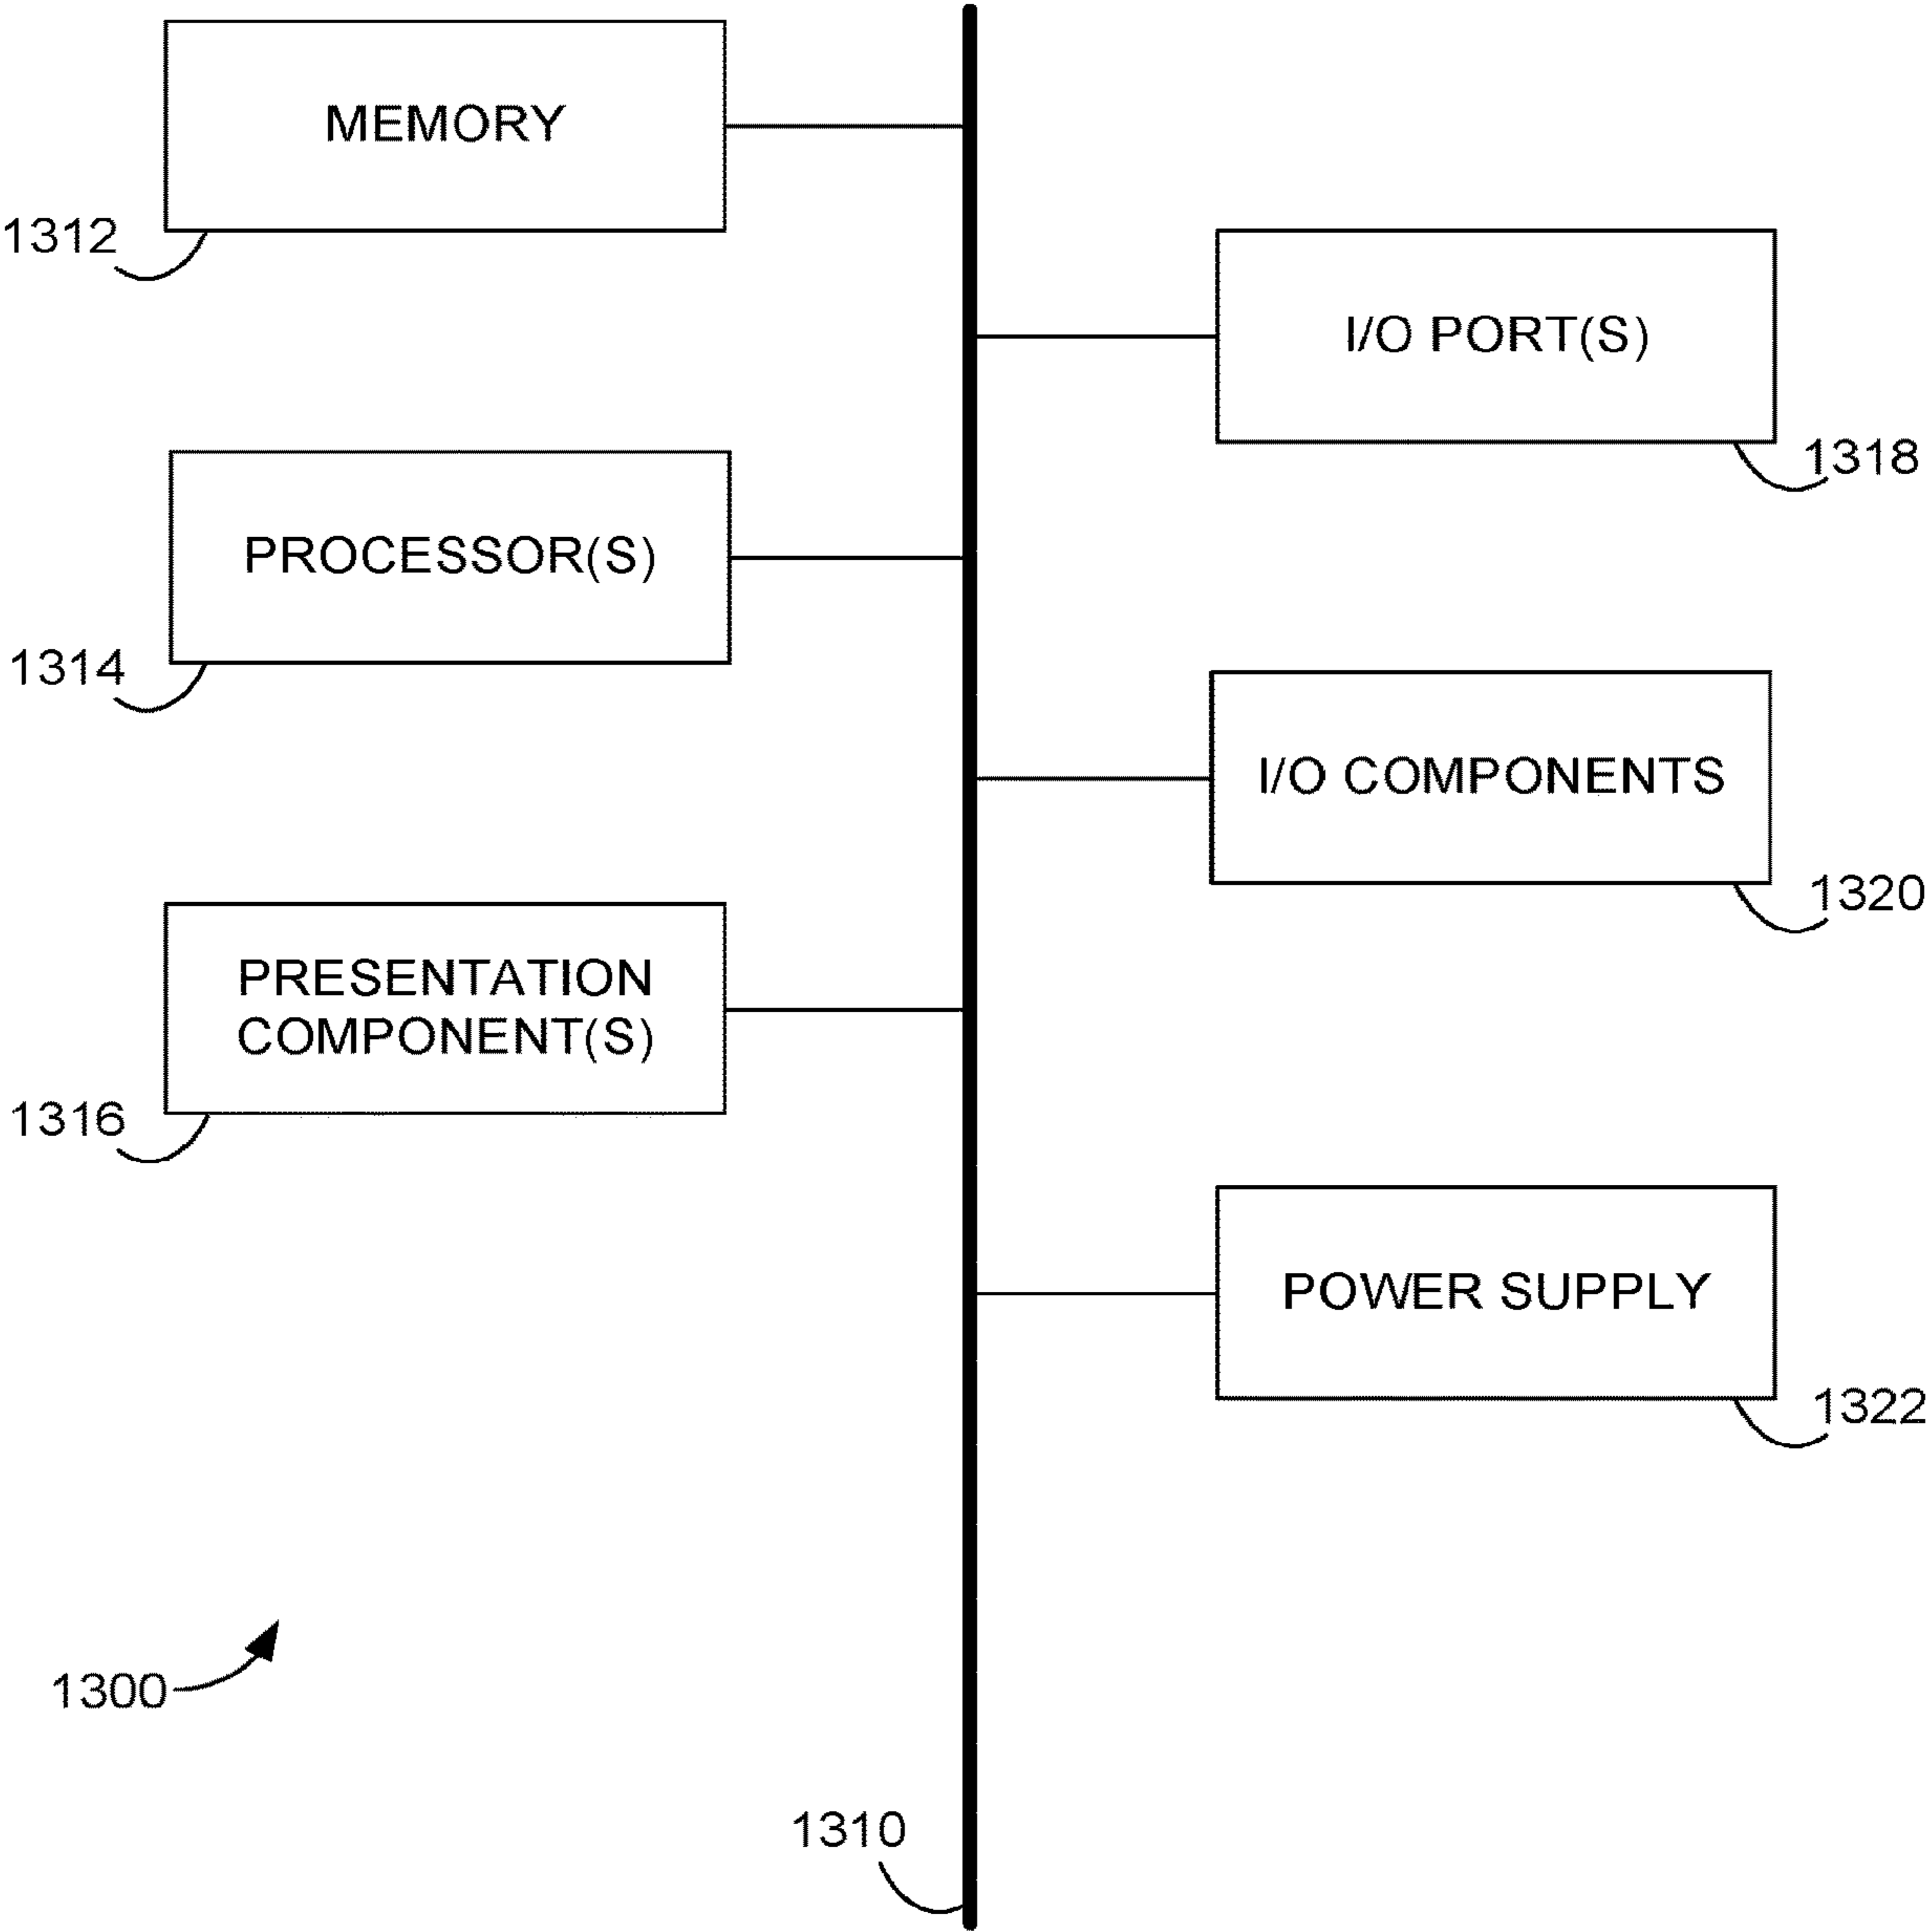 MEMORY
1312
I/O PORT(S)
1318
PROCESSOR(S)
1314
I/O COMPONENTS
1320
PRESENTATION
COMPONENT(S)
1316
POWER SUPPLY
1322
1300
1310